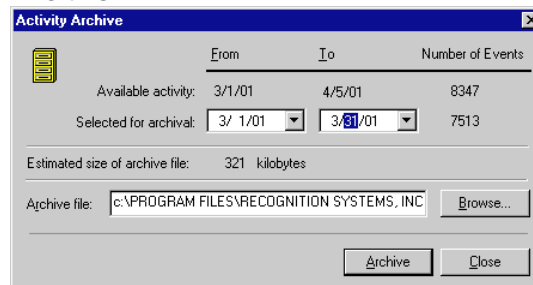 Activity Archive
From To Number of Events
Available activity: 3/1/01 4/5/01 8347
Selected for archival: 3/ 1/01 3/31/01 7513
Estimated size of archive file: 321 kilobytes
Archive file: c:\PROGRAM FILES\RECOGNITION SYSTEMS, INC Browse...
Archive Close